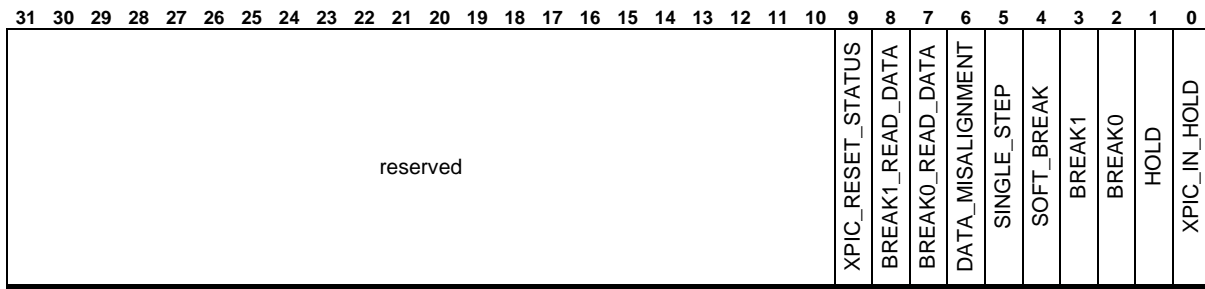 31 30 29 28 27 26 25 24 23 22 21 20 19 18 17 16 15 14 13 12 11 10 9 8 7 6 5 4 3 2 1 0
reserved
XPIC_RESET_STATUS
BREAK1_READ_DATA
BREAK0_READ_DATA
DATA_MISALIGNMENT
SINGLE_STEP
SOFT_BREAK
BREAK1
BREAK0
HOLD
XPIC_IN_HOLD